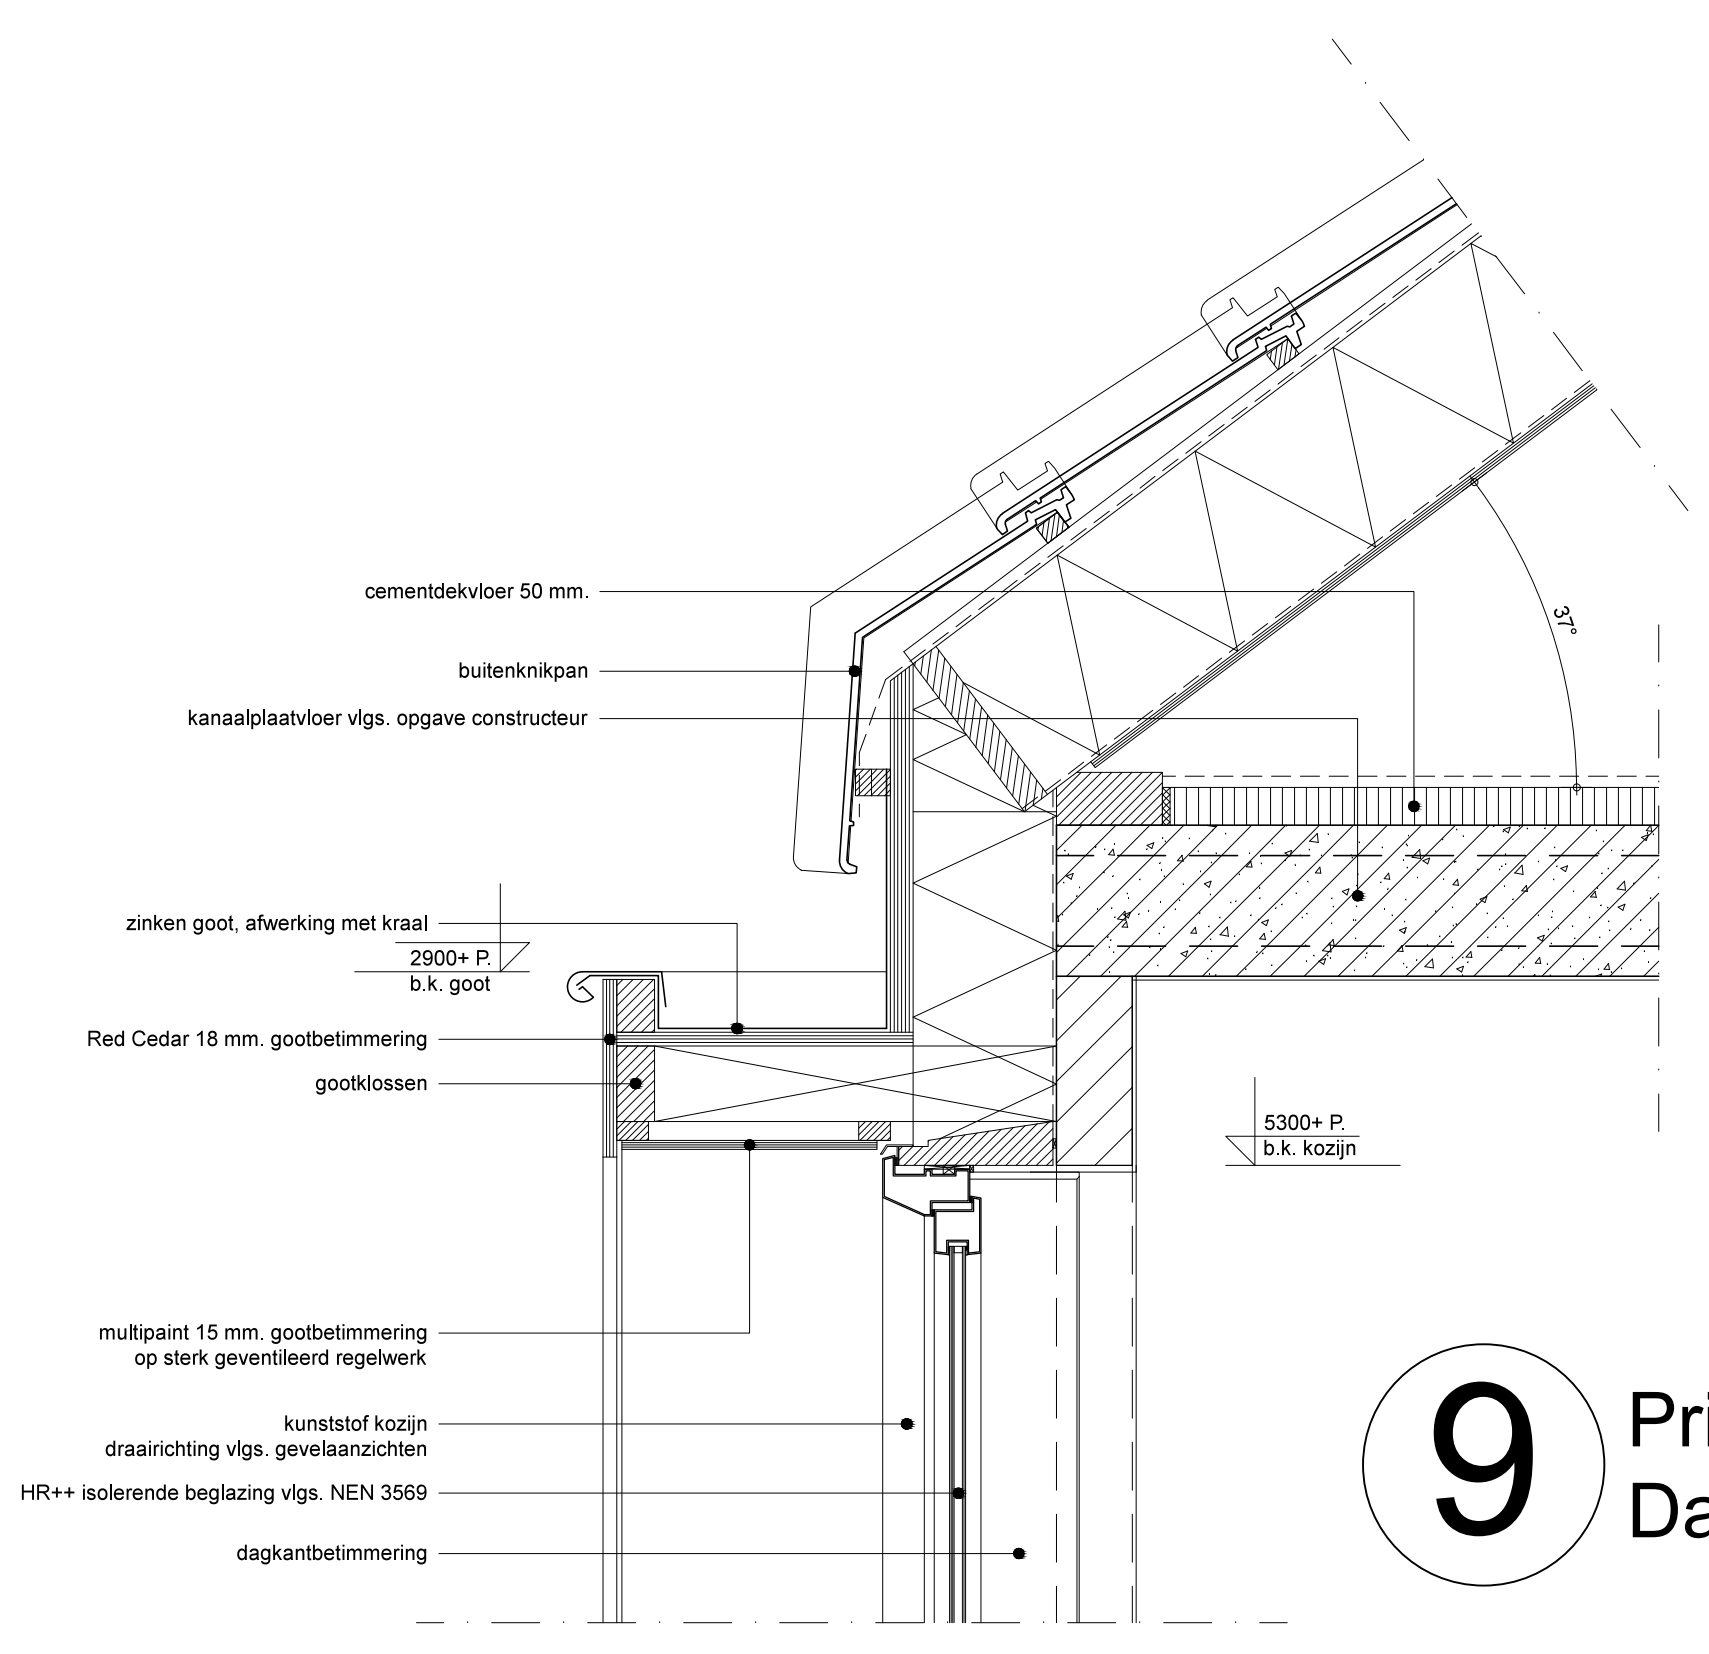 cementdekvloer 50 mm.
37°
buitenknikpan
kanaalplaatvloer vlgs. opgave constructeur
zinken goot, afwerking met kraal
2900+ P.
b.k. goot
Red Cedar 18 mm. gootbetimmering
gootklossen
5300+ P.
b.k. kozijn
multipaint 15 mm. gootbetimmering
op sterk geventileerd regelwerk
kunststof kozijn
draairichting vlgs. gevelaanzichten
HR++ isolerende beglazing vlgs. NEN 3569
dagkantbetimmering
9
Pri